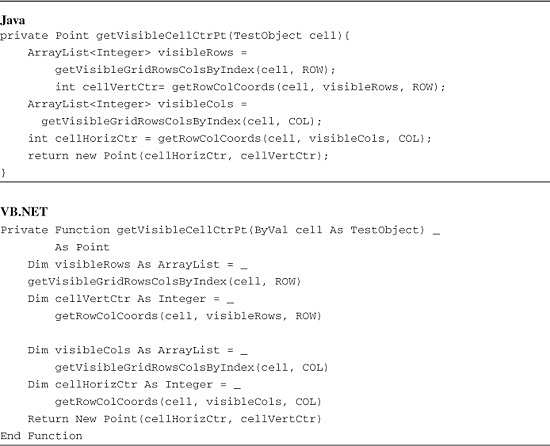 Java
private Point getVisibleCellCtrPt(TestObject cell){
    ArrayList<Integer> visibleRows =
        getVisibleGridRowsColsByIndex(cell, ROW);
        int cellVertCtr= getRowColCoords(cell, visibleRows, ROW);
    ArrayList<Integer> visibleCols =
      getVisibleGridRowsColsByIndex(cell, COL);
    int cellHorizCtr = getRowColCoords(cell, visibleCols, COL);
    return new Point(cellHorizCtr, cellVertCtr);
}
VB.NET
Private Function getVisibleCellCtrPt(ByVal cell As TestObject) _
        As Point
    Dim visibleRows As ArrayList = _
    getVisibleGridRowsColsByIndex(cell, ROW)
    Dim cellVertCtr As Integer = _
        getRowColCoords(cell, visibleRows, ROW)
    Dim visibleCols As ArrayList = _
        getVisibleGridRowsColsByIndex(cell, COL)
    Dim cellHorizCtr As Integer = _
        getRowColCoords(cell, visibleCols, COL)
    Return New Point(cellHorizCtr, cellVertCtr)
End Function